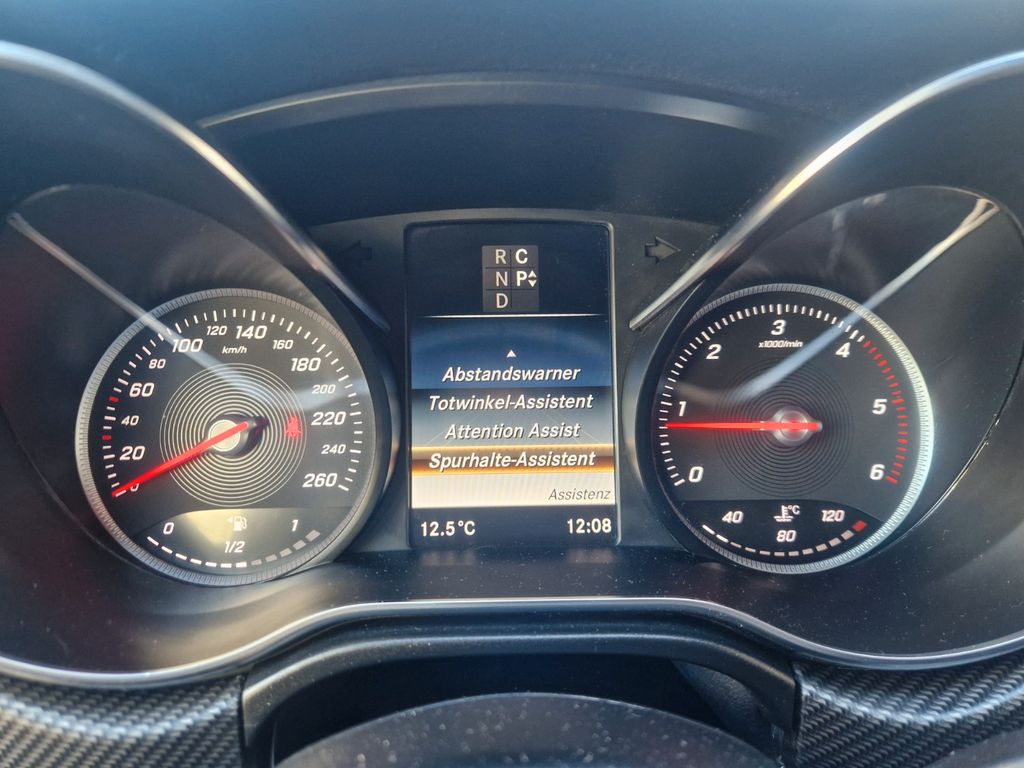 R C
N P
D
Abstandswarner
Totwinkel-Assistent
Attention Assist
Spurhalte-Assistent
Assistenz
12.5°C 12:08
20
40
60
80
100
120
140
160
180
200
220
240
260
km/h
0 1/2 1
0
1
2
3
4
5
6
x1000/min
°C
40 80 120